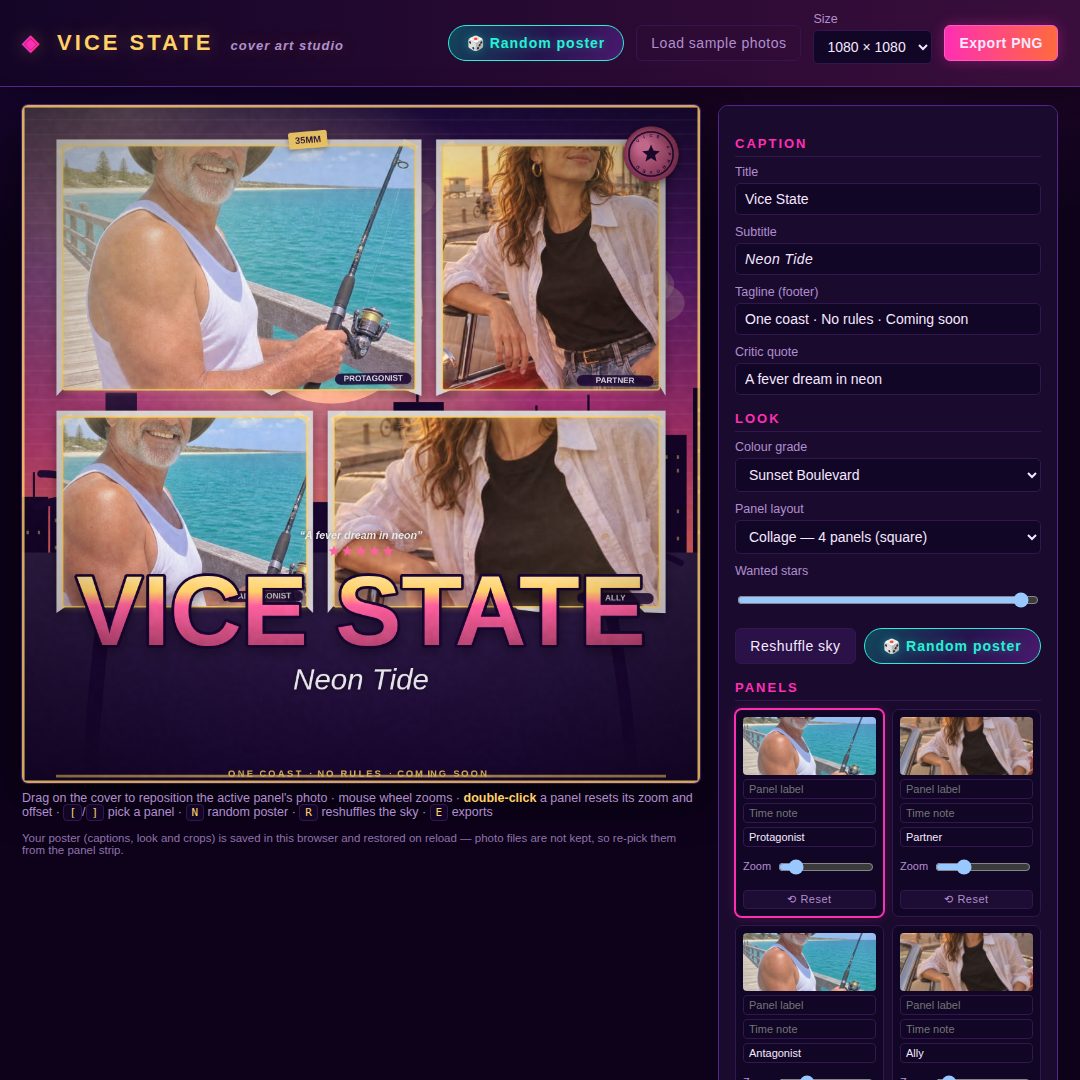 VICE STATE cover art studio
🎲 Random poster
Load sample photos
Size
1080 × 1080
Export PNG
35MM
PROTAGONIST
PARTNER
"A fever dream in neon"
★★★★★
ALLY
VICE STATE
Neon Tide
ONE COAST · NO RULES · COMING SOON
Drag on the cover to reposition the active panel's photo · mouse wheel zooms · double-click a panel resets its zoom and
offset · [ / ] pick a panel · N random poster · R reshuffles the sky · E exports
Your poster (captions, look and crops) is saved in this browser and restored on reload — photo files are not kept, so re-pick them
from the panel strip.
CAPTION
Title
Vice State
Subtitle
Neon Tide
Tagline (footer)
One coast · No rules · Coming soon
Critic quote
A fever dream in neon
LOOK
Colour grade
Sunset Boulevard
Panel layout
Collage — 4 panels (square)
Wanted stars
Reshuffle sky
🎲 Random poster
PANELS
Panel label
Time note
Protagonist
Zoom
⟲ Reset
Panel label
Time note
Partner
Zoom
⟲ Reset
Panel label
Time note
Antagonist
Panel label
Time note
Ally